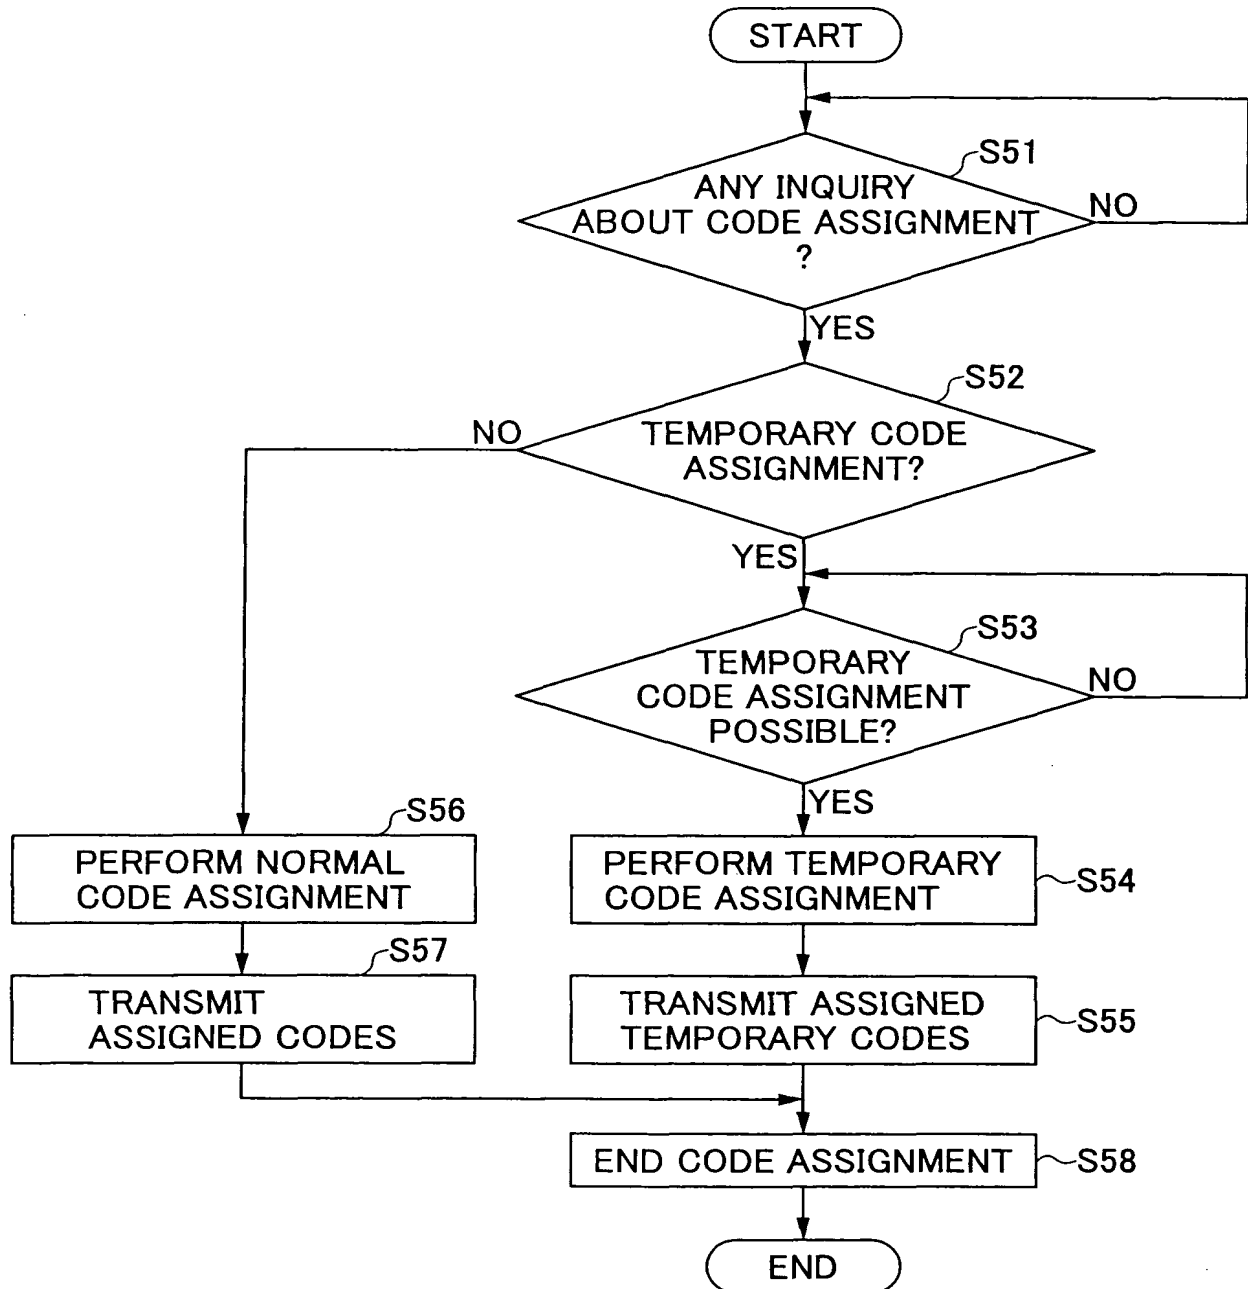 START
S51
ANY INQUIRY
ABOUT CODE ASSIGNMENT
?
NO
YES
S52
NO
TEMPORARY CODE
ASSIGNMENT?
YES
S53
TEMPORARY
CODE ASSIGNMENT
POSSIBLE?
NO
YES
S56
PERFORM NORMAL
CODE ASSIGNMENT
PERFORM TEMPORARY
CODE ASSIGNMENT
S54
S57
TRANSMIT
ASSIGNED CODES
TRANSMIT ASSIGNED
TEMPORARY CODES
S55
END CODE ASSIGNMENT
S58
END